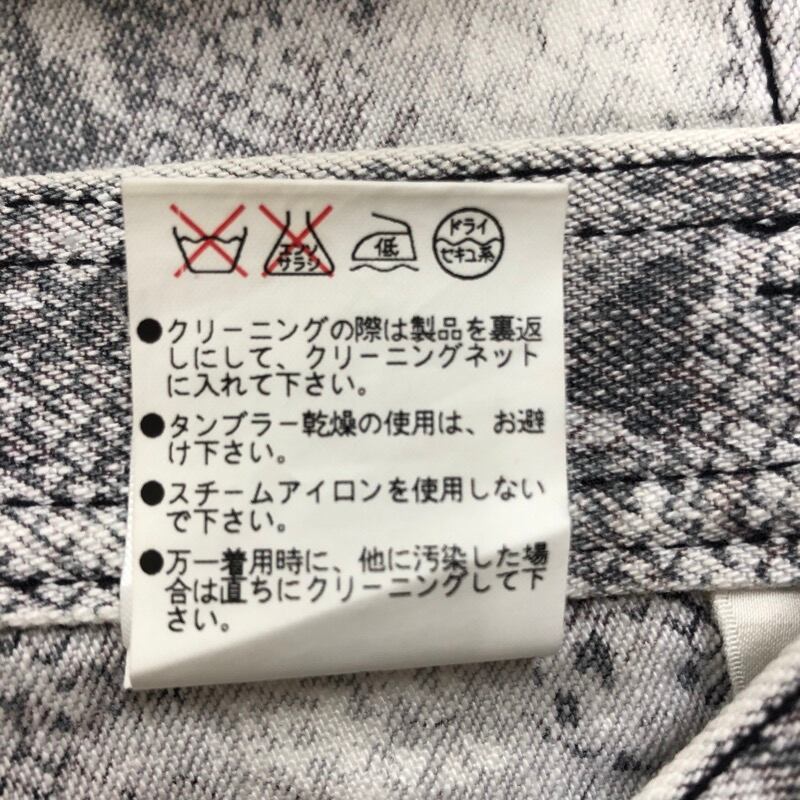 エンソ
サラシ
低
ドライ
セキユ系
●クリーニングの際は製品を裏返
しにして、クリーニングネット
に入れて下さい。
●タンブラー乾燥の使用は、お避
け下さい。
●スチームアイロンを使用しない
で下さい。
●万一着用時に、他に汚染した場
合は直ちにクリーニングして下
さい。